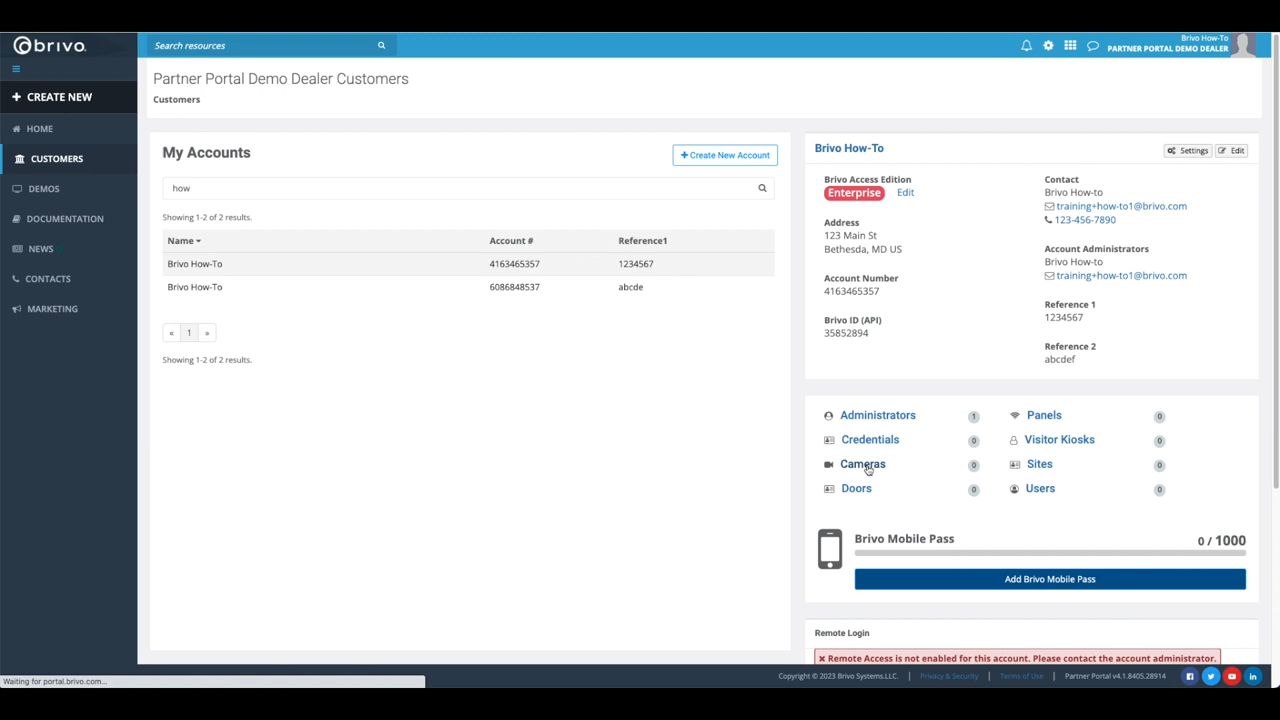 brivo.
Search resources
Brivo How-To
PARTNER PORTAL DEMO DEALER
CREATE NEW
HOME
CUSTOMERS
DEMOS
DOCUMENTATION
NEWS
CONTACTS
MARKETING
Partner Portal Demo Dealer Customers
Customers
My Accounts
+ Create New Account
how
Showing 1-2 of 2 results.
Name Account # Reference1
Brivo How-To 4163465357 1234567
Brivo How-To 6086848537 abcde
« 1 »
Showing 1-2 of 2 results.
Brivo How-To
Settings Edit
Brivo Access Edition
Enterprise Edit
Address
123 Main St
Bethesda, MD US
Account Number
4163465357
Brivo ID (API)
35852894
Contact
Brivo How-to
training+how-to1@brivo.com
123-456-7890
Account Administrators
Brivo How-to
training+how-to1@brivo.com
Reference 1
1234567
Reference 2
abcdef
Administrators 1 Panels 0
Credentials 0 Visitor Kiosks 0
Cameras 0 Sites 0
Doors 0 Users 0
Brivo Mobile Pass 0 / 1000
Add Brivo Mobile Pass
Remote Login
× Remote Access is not enabled for this account. Please contact the account administrator.
Copyright © 2023 Brivo Systems.LLC. | Privacy & Security | Terms of Use | Partner Portal v4.1.8405.28914
Waiting for portal.brivo.com...